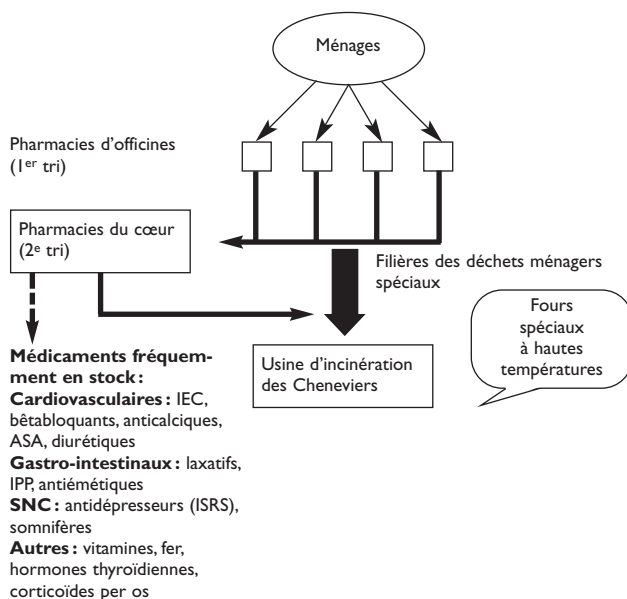 Ménages
Pharmacies d'officines
(1er tri)
Pharmacies du cœur
(2e tri)
Filières des déchets ménagers
spéciaux
Fours
spéciaux
à hautes
températures
Usine d'incinération
des Cheneviers
Médicaments fréquem-
ment en stock :
Cardiovasculaires : IEC,
bêtabloquants, anticalciques,
ASA, diurétiques
Gastro-intestinaux : laxatifs,
IPP, antiémétiques
SNC : antidépresseurs (ISRS),
somnifères
Autres : vitamines, fer,
hormones thyroïdiennes,
corticoïdes per os